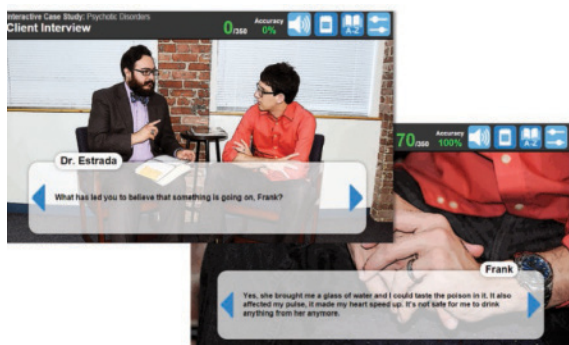 Interactive Case Study: Psychotic Disorders
Client Interview
0/350
Accuracy
0%
A-Z
Dr. Estrada
What has led you to believe that something is going on, Frank?
70/350
Accuracy
100%
A-Z
Frank
Yes, she brought me a glass of water and I could taste the poison in it. It also
affected my pulse, it made my heart speed up. It's not safe for me to drink
anything from her anymore.